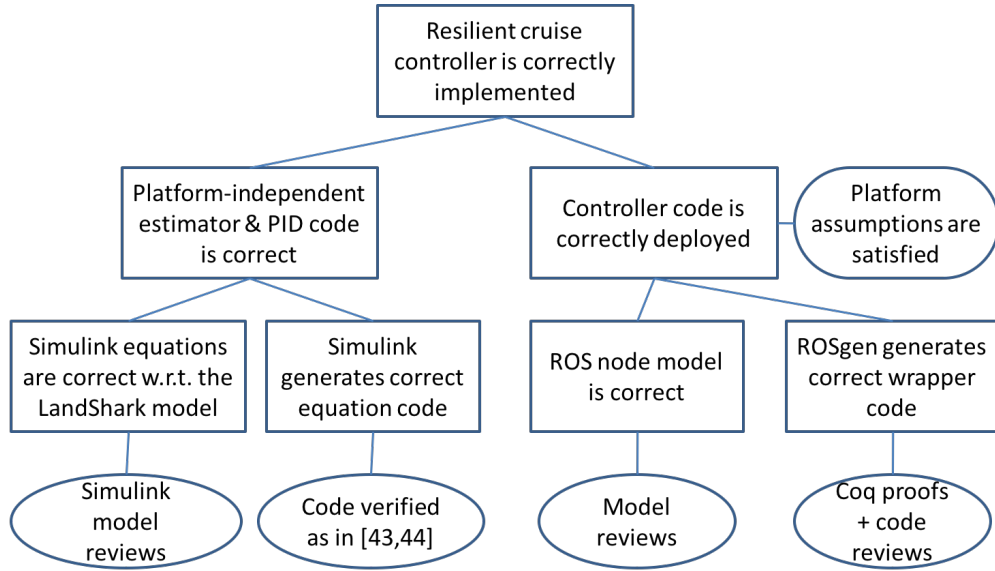 Resilient cruise
controller is correctly
implemented
Platform-independent
estimator & PID code
is correct
Controller code is
correctly deployed
Platform
assumptions are
satisfied
Simulink equations
are correct w.r.t. the
LandShark model
Simulink
generates correct
equation code
ROS node model
is correct
ROSgen generates
correct wrapper
code
Simulink
model
reviews
Code verified
as in [43,44]
Model
reviews
Coq proofs
+ code
reviews